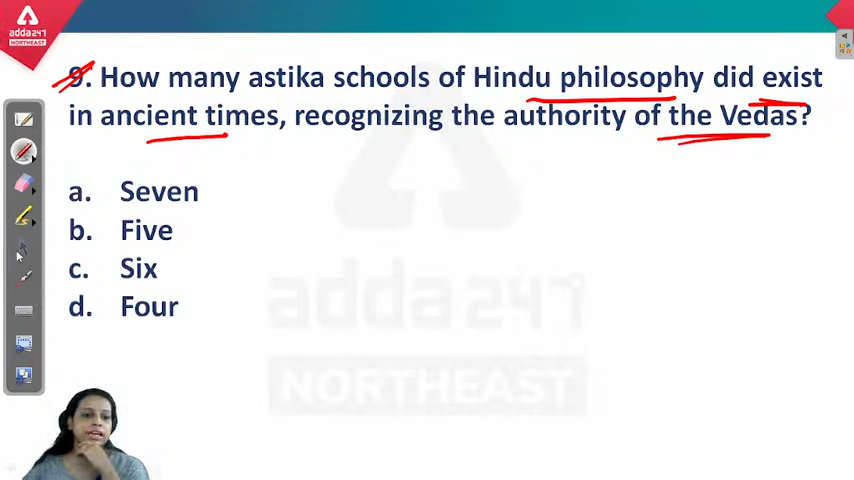 adda247
NORTHEAST
9. How many astika schools of Hindu philosophy did exist
in ancient times, recognizing the authority of the Vedas?
a. Seven
b. Five
c. Six
d. Four
adda247
NORTHEAST